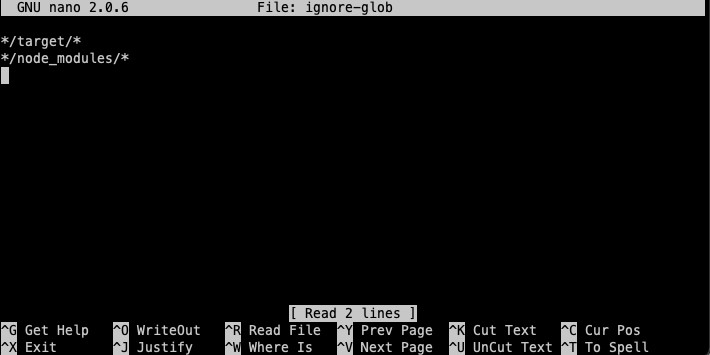 GNU nano 2.0.6 File: ignore-glob
*/target/*
*/node_modules/*
[ Read 2 lines ]
^G Get Help ^O WriteOut ^R Read File ^Y Prev Page ^K Cut Text ^C Cur Pos
^X Exit ^J Justify ^W Where Is ^V Next Page ^U UnCut Text ^T To Spell